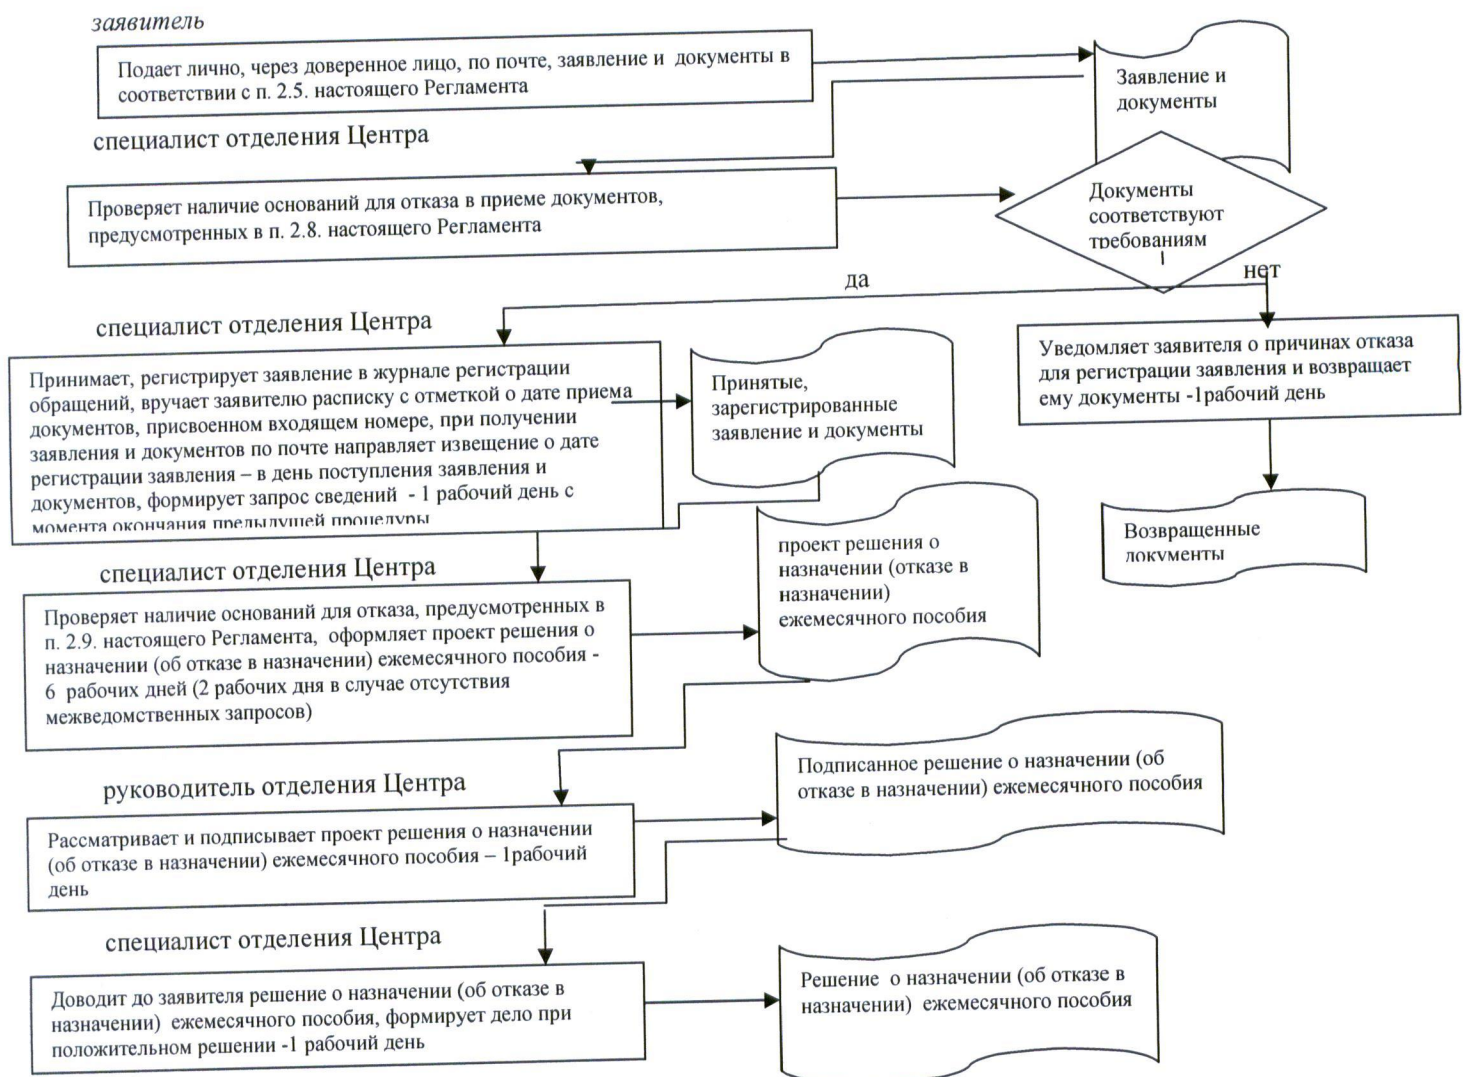 заявитель
Подает лично, через доверенное лицо, по почте, заявление и документы в
соответствии с п. 2.5. настоящего Регламента
Заявление и
документы
специалист отделения Центра
Проверяет наличие оснований для отказа в приеме документов,
предусмотренных в п. 2.8. настоящего Регламента
Документы
соответствуют
требованиям
да
нет
специалист отделения Центра
Принимает, регистрирует заявление в журнале регистрации
обращений, вручает заявителю расписку с отметкой о дате приема
документов, присвоенном входящем номере, при получении
заявления и документов по почте направляет извещение о дате
регистрации заявления – в день поступления заявления и
документов, формирует запрос сведений - 1 рабочий день с
момента окончания предыдущей процедуры
Принятые,
зарегистрированные
заявление и документы
Уведомляет заявителя о причинах отказа
для регистрации заявления и возвращает
ему документы -1рабочий день
Возвращенные
документы
специалист отделения Центра
Проверяет наличие оснований для отказа, предусмотренных в
п. 2.9. настоящего Регламента, оформляет проект решения о
назначении (об отказе в назначении) ежемесячного пособия -
6 рабочих дней (2 рабочих дня в случае отсутствия
межведомственных запросов)
проект решения о
назначении (отказе в
назначении)
ежемесячного пособия
руководитель отделения Центра
Рассматривает и подписывает проект решения о назначении
(об отказе в назначении) ежемесячного пособия – 1рабочий
день
Подписанное решение о назначении (об
отказе в назначении) ежемесячного пособия
специалист отделения Центра
Доводит до заявителя решение о назначении (об отказе в
назначении) ежемесячного пособия, формирует дело при
положительном решении -1 рабочий день
Решение о назначении (об отказе в
назначении) ежемесячного пособия